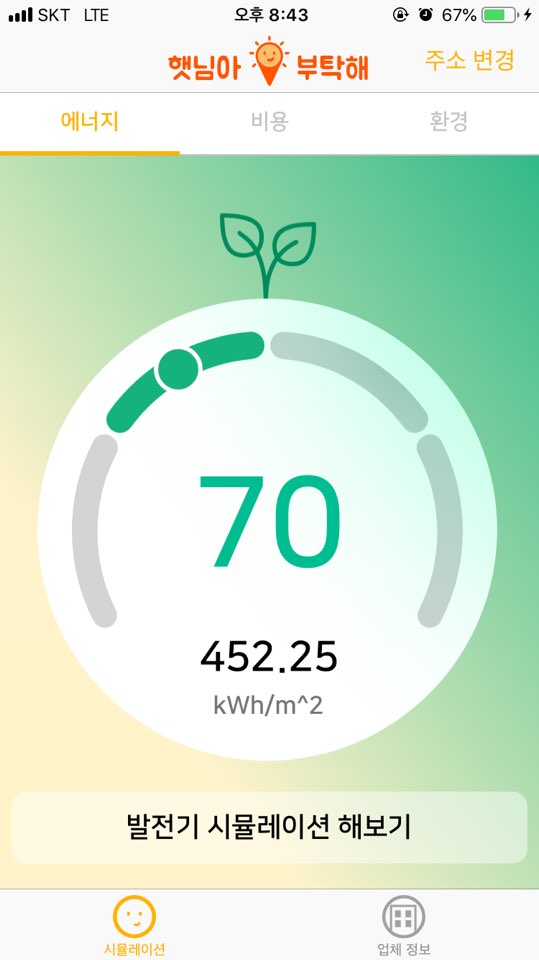 SKT LTE 오후 8:43 67%
햇님아 부탁해 주소 변경
에너지 비용 환경
70
452.25
kWh/m^2
발전기 시뮬레이션 해보기
시뮬레이션 업체 정보